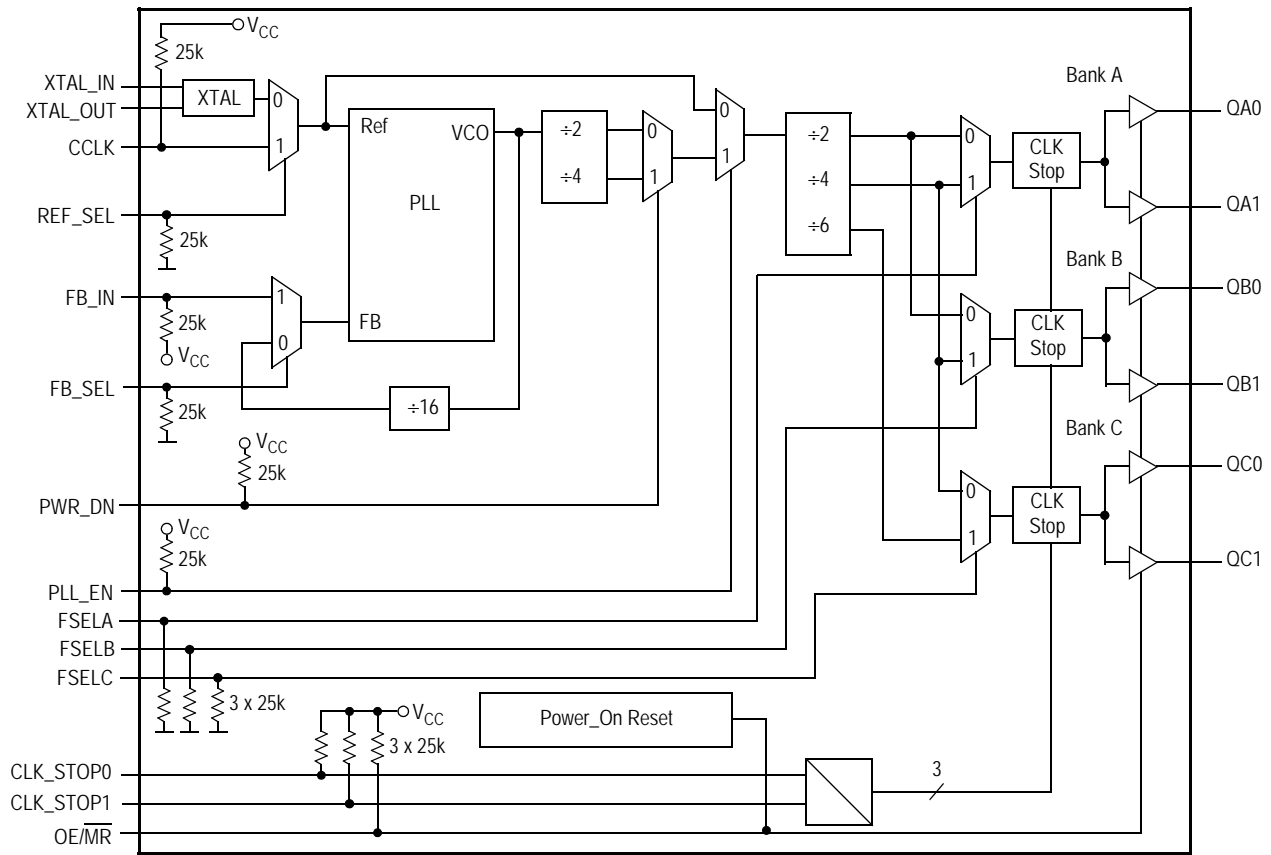 VCC
25k
XTAL_IN
XTAL_OUT
XTAL
0
1
CCLK
REF_SEL
25k
Ref
VCO
PLL
FB
÷2
÷4
0
1
0
1
÷2
÷4
÷6
0
1
CLK
Stop
Bank A
QA0
QA1
FB_IN
1
0
25k
VCC
FB_SEL
25k
÷16
0
1
CLK
Stop
Bank B
QB0
QB1
VCC
25k
PWR_DN
VCC
25k
PLL_EN
0
1
CLK
Stop
Bank C
QC0
QC1
FSELA
FSELB
FSELC
3 x 25k
VCC
3 x 25k
Power_On Reset
CLK_STOP0
CLK_STOP1
OE/MR
3